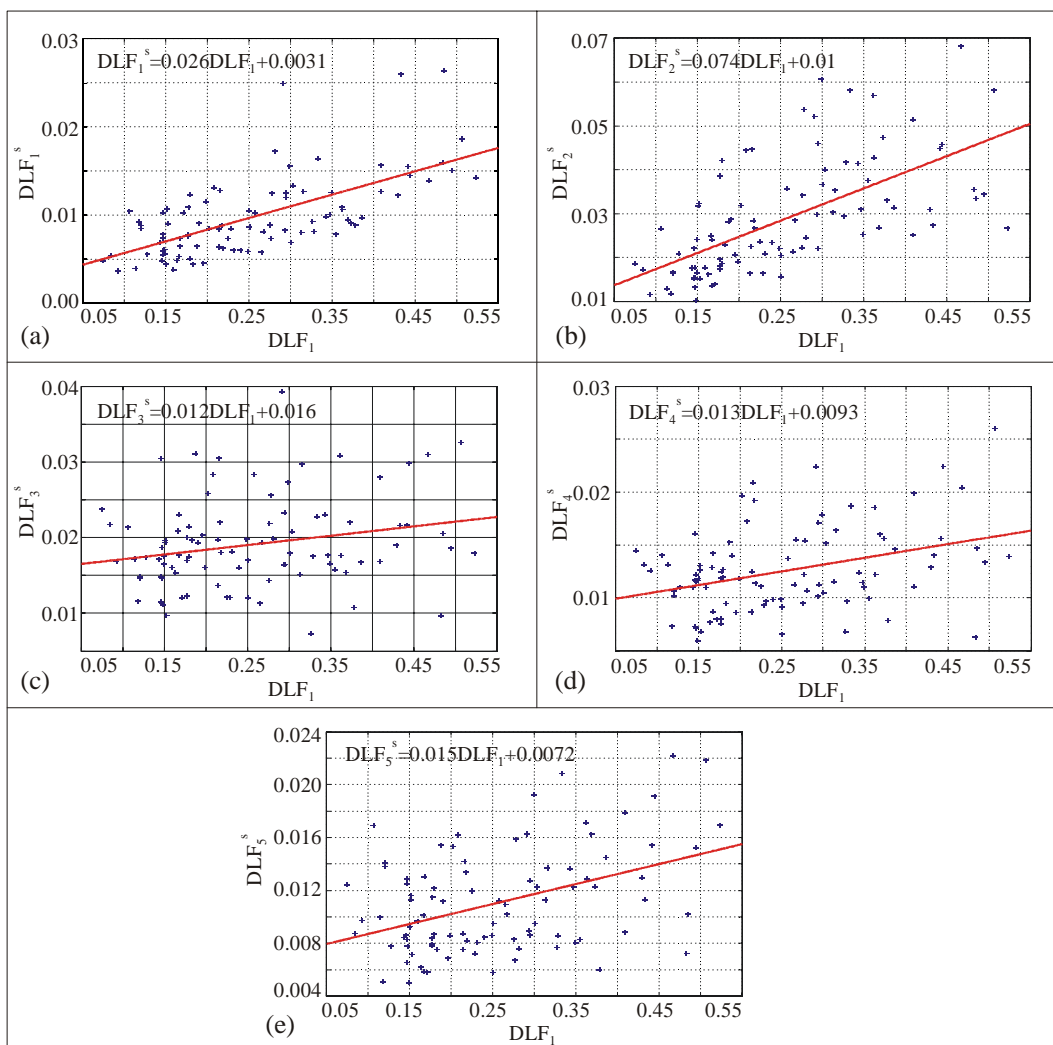 0.03
DLF₁ˢ=0.026DLF₁+0.0031
0.02
DLF₁ˢ
0.01
0.00
0.05 0.15 0.25 0.35 0.45 0.55
(a) DLF₁
0.07
DLF₂ˢ=0.074DLF₁+0.01
0.05
DLF₂ˢ
0.03
0.01
0.05 0.15 0.25 0.35 0.45 0.55
(b) DLF₁
0.04
DLF₃ˢ=0.012DLF₁+0.016
0.03
DLF₃ˢ
0.02
0.01
0.05 0.15 0.25 0.35 0.45 0.55
(c) DLF₁
0.03
DLF₄ˢ=0.013DLF₁+0.0093
0.02
DLF₄ˢ
0.01
0.05 0.15 0.25 0.35 0.45 0.55
(d) DLF₁
0.024
DLF₅ˢ=0.015DLF₁+0.0072
0.020
0.016
DLF₅ˢ
0.012
0.008
0.004
0.05 0.15 0.25 0.35 0.45 0.55
(e) DLF₁